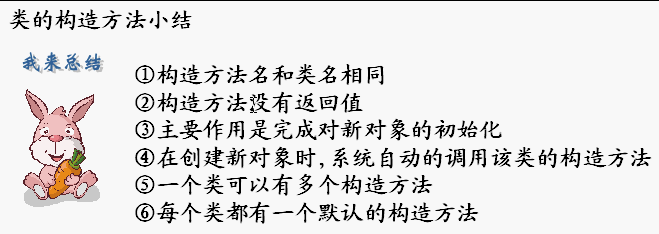 类的构造方法小结
我来总结
①构造方法名和类名相同
②构造方法没有返回值
③主要作用是完成对新对象的初始化
④在创建新对象时,系统自动的调用该类的构造方法
⑤一个类可以有多个构造方法
⑥每个类都有一个默认的构造方法